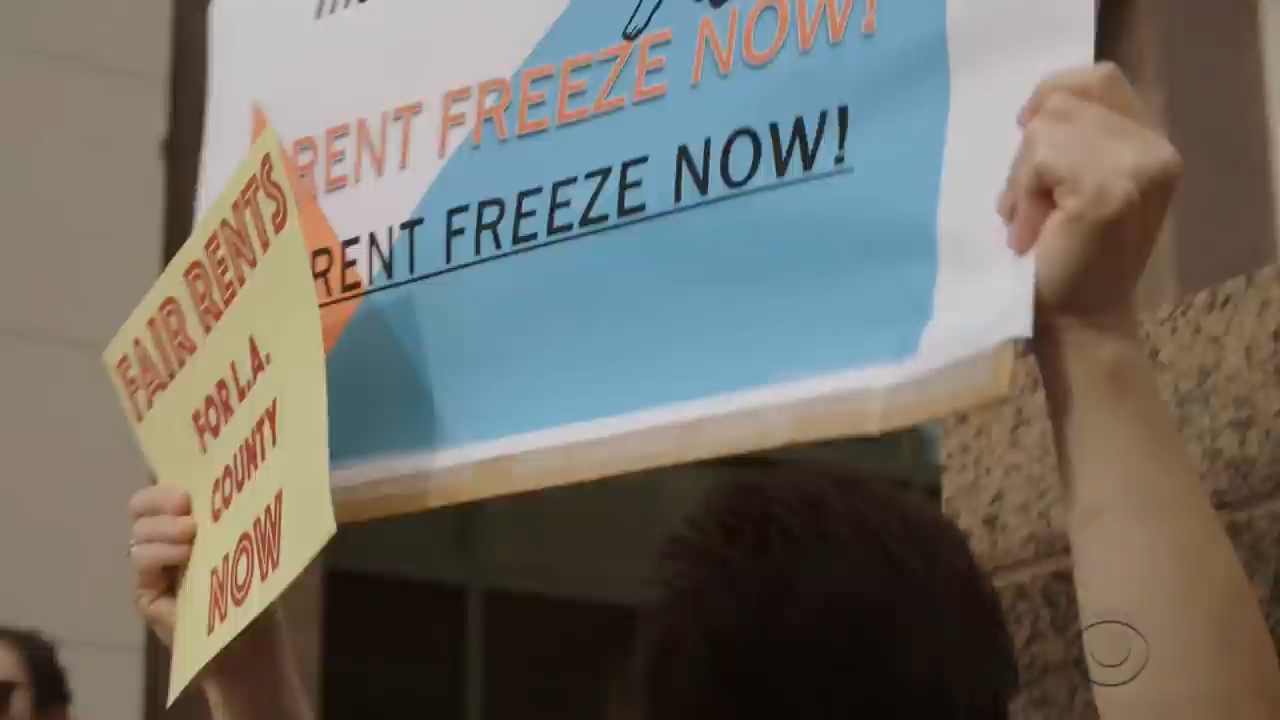 RENT FREEZE NOW!
RENT FREEZE NOW!
FAIR RENTS
FOR L.A.
COUNTY
NOW